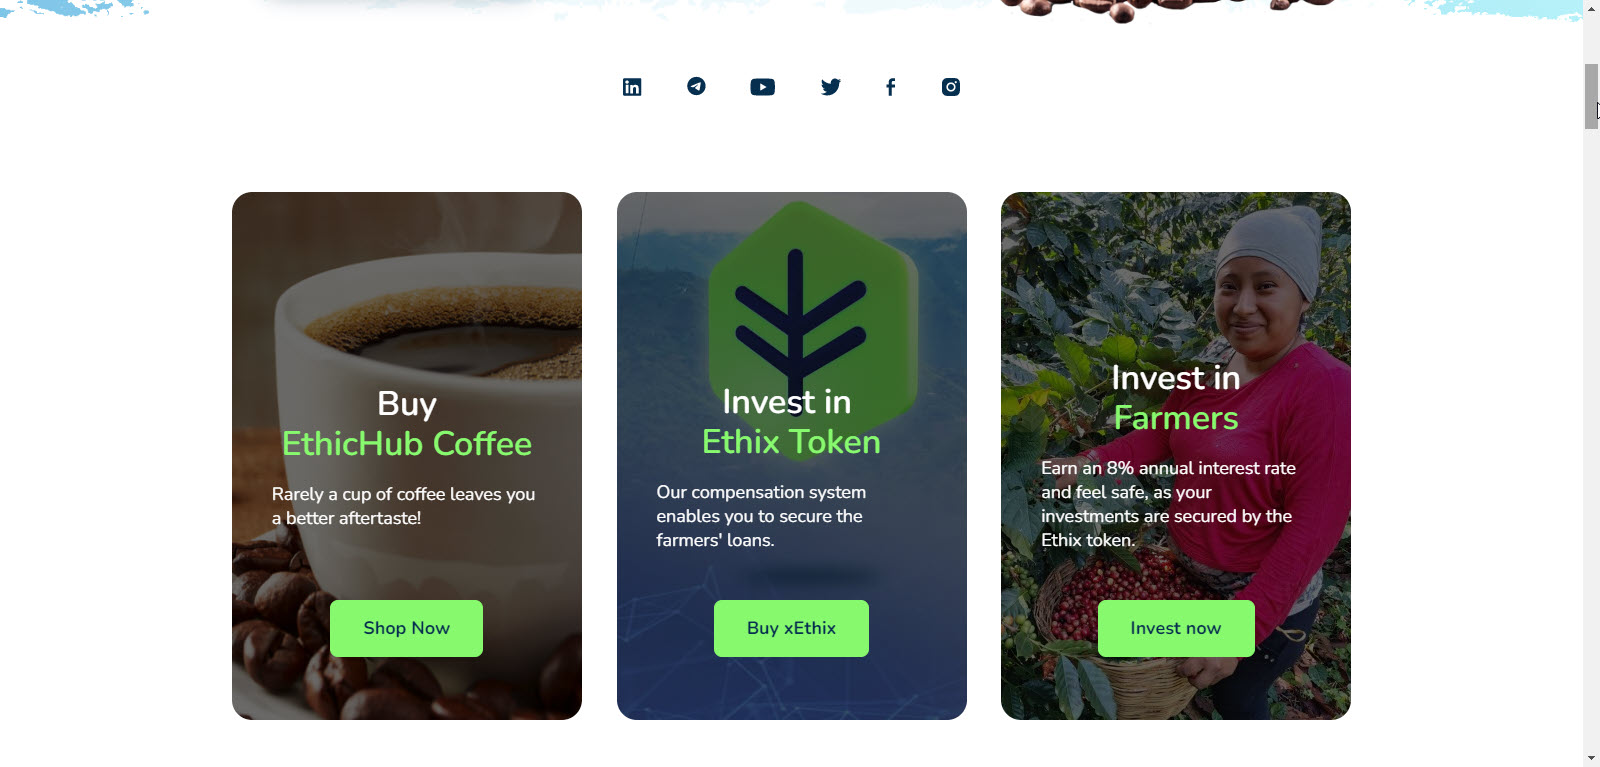 Buy
EthicHub Coffee
Rarely a cup of coffee leaves you
a better aftertaste!
Shop Now
Invest in
Ethix Token
Our compensation system
enables you to secure the
farmers' loans.
Buy xEthix
Invest in
Farmers
Earn an 8% annual interest rate
and feel safe, as your
investments are secured by the
Ethix token.
Invest now